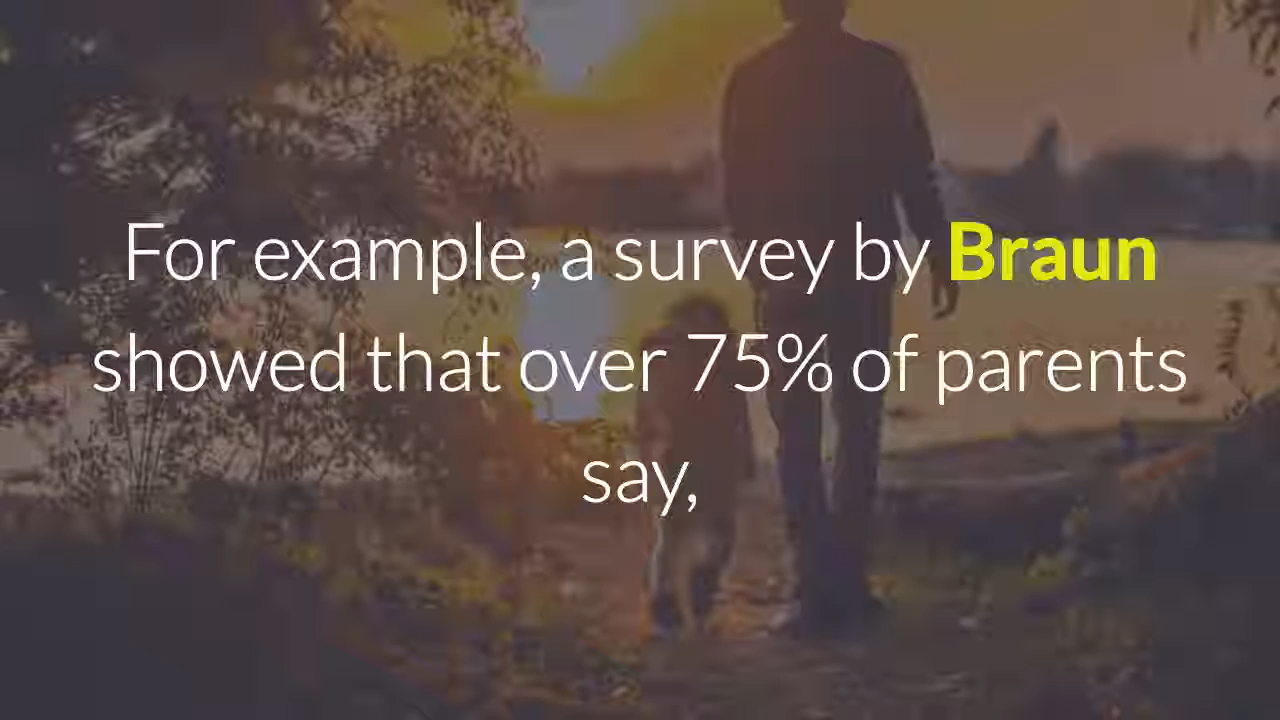 For example, a survey by Braun
showed that over 75% of parents
say,